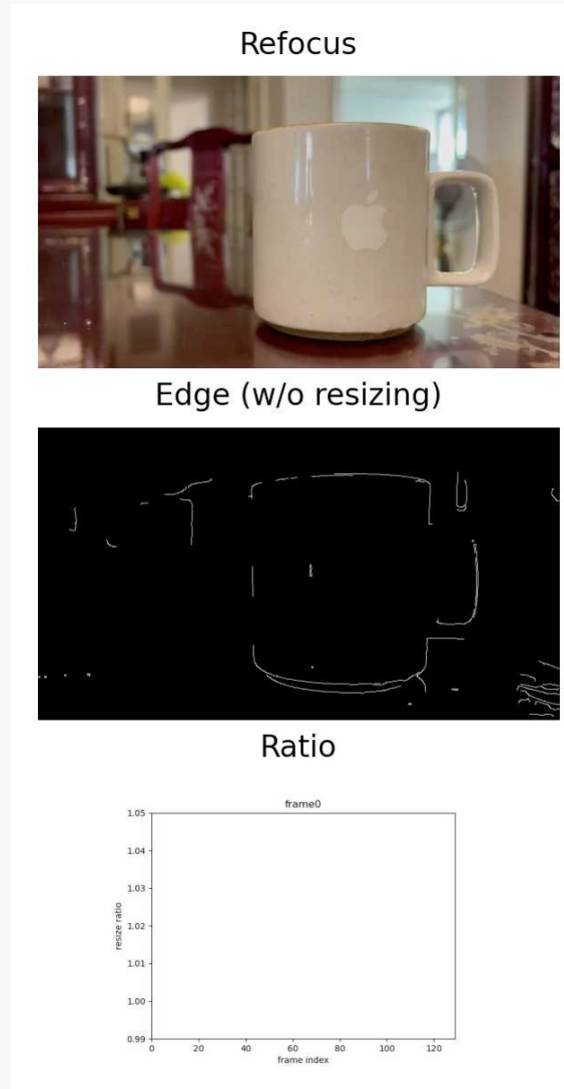 Refocus
Edge (w/o resizing)
Ratio
frame0
1.05
1.04
1.03
1.02
1.01
1.00
0.99
resize ratio
0 20 40 60 80 100 120
frame index